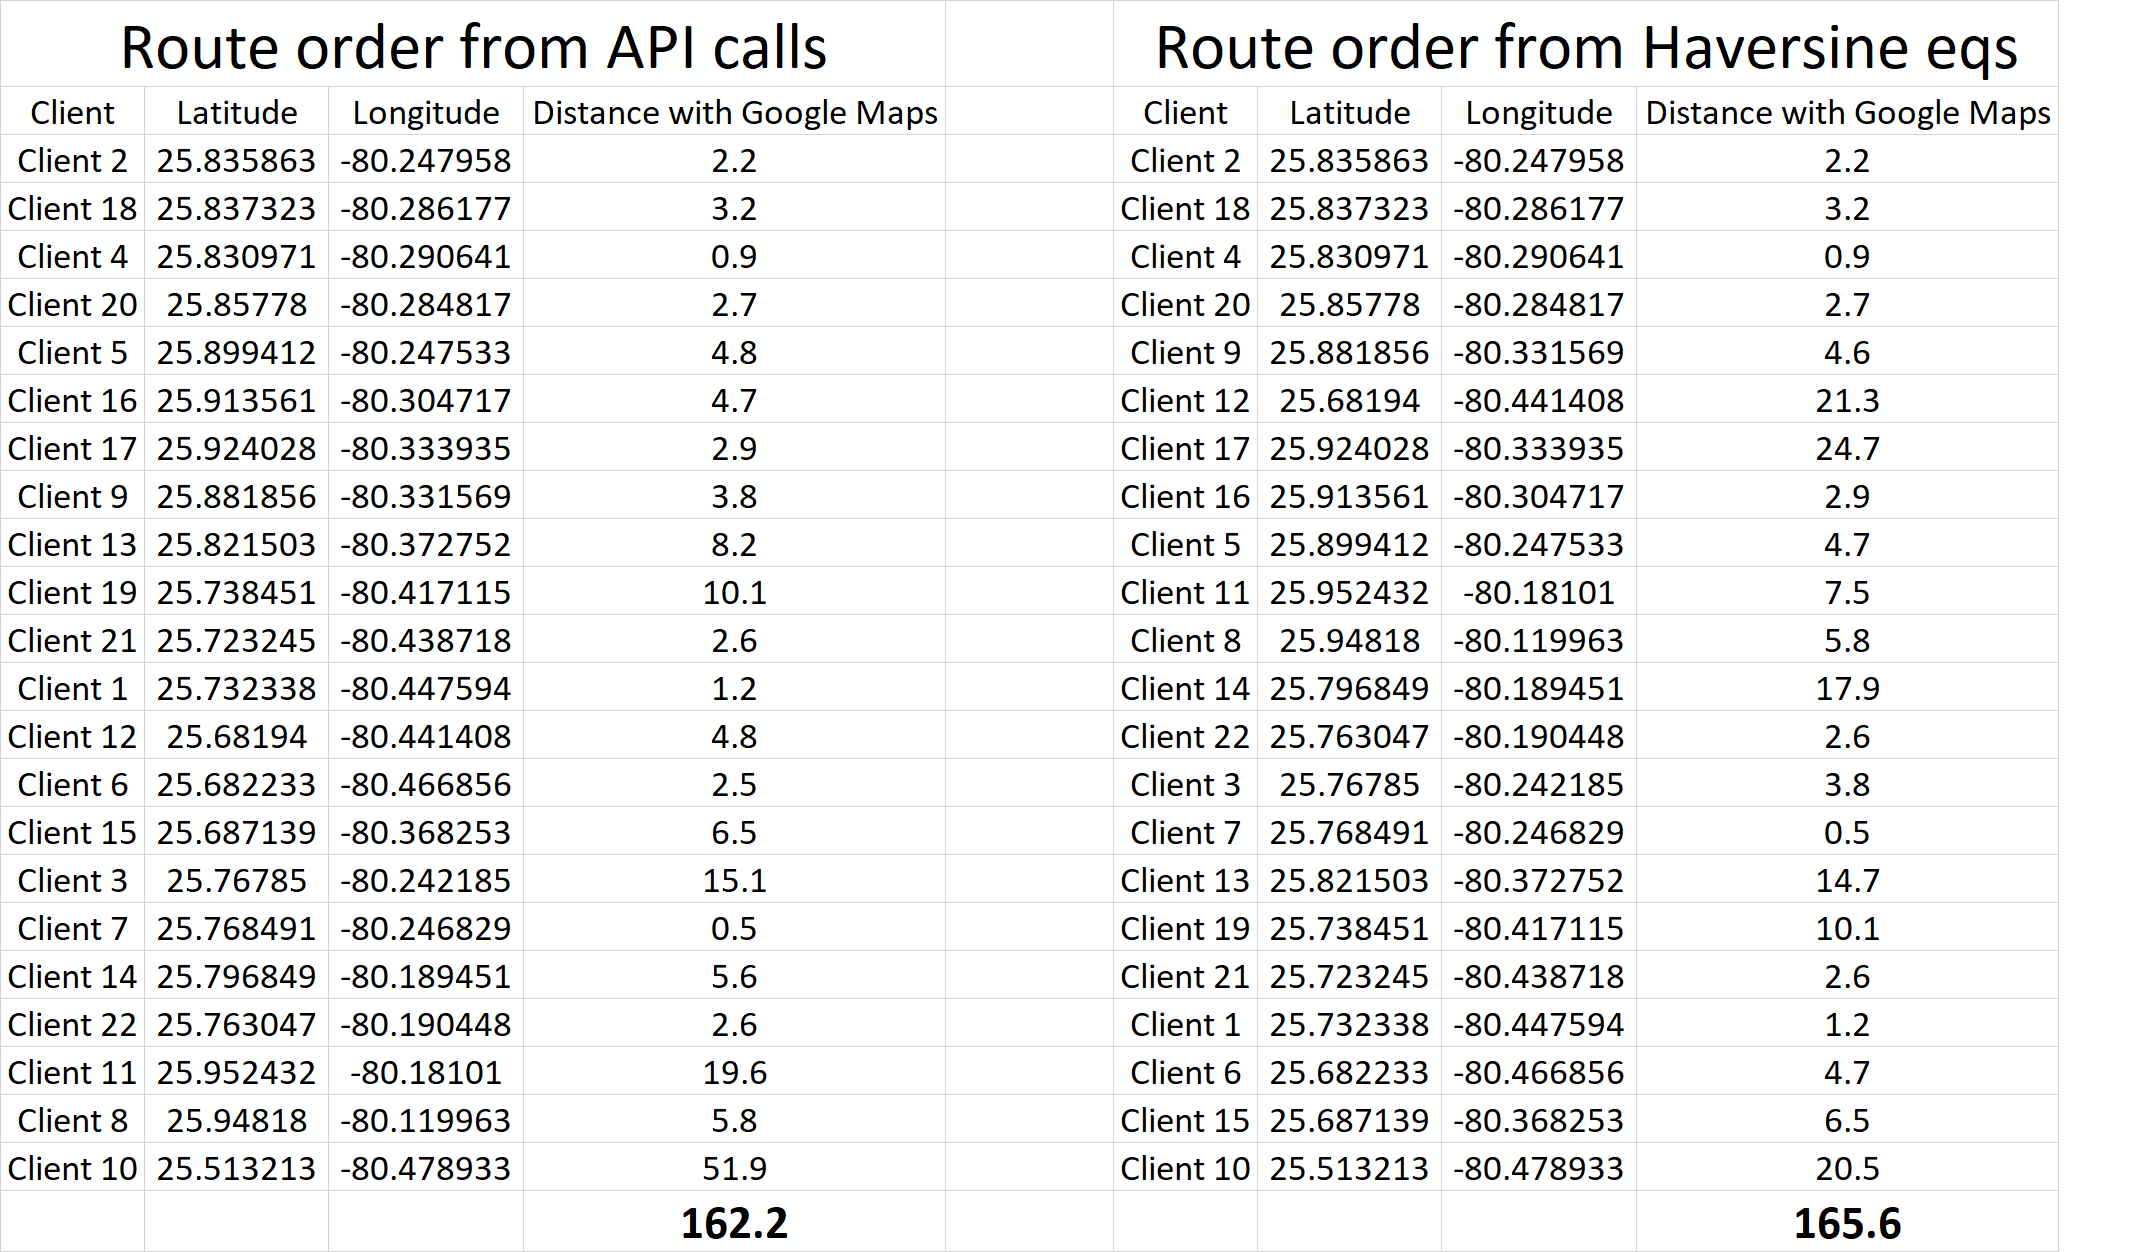 Route order from API calls Route order from Haversine eqs
Client Latitude Longitude Distance with Google Maps Client Latitude Longitude Distance with Google Maps
Client 2 25.835863 -80.247958 2.2 Client 2 25.835863 -80.247958 2.2
Client 18 25.837323 -80.286177 3.2 Client 18 25.837323 -80.286177 3.2
Client 4 25.830971 -80.290641 0.9 Client 4 25.830971 -80.290641 0.9
Client 20 25.85778 -80.284817 2.7 Client 20 25.85778 -80.284817 2.7
Client 5 25.899412 -80.247533 4.8 Client 9 25.881856 -80.331569 4.6
Client 16 25.913561 -80.304717 4.7 Client 12 25.68194 -80.441408 21.3
Client 17 25.924028 -80.333935 2.9 Client 17 25.924028 -80.333935 24.7
Client 9 25.881856 -80.331569 3.8 Client 16 25.913561 -80.304717 2.9
Client 13 25.821503 -80.372752 8.2 Client 5 25.899412 -80.247533 4.7
Client 19 25.738451 -80.417115 10.1 Client 11 25.952432 -80.18101 7.5
Client 21 25.723245 -80.438718 2.6 Client 8 25.94818 -80.119963 5.8
Client 1 25.732338 -80.447594 1.2 Client 14 25.796849 -80.189451 17.9
Client 12 25.68194 -80.441408 4.8 Client 22 25.763047 -80.190448 2.6
Client 6 25.682233 -80.466856 2.5 Client 3 25.76785 -80.242185 3.8
Client 15 25.687139 -80.368253 6.5 Client 7 25.768491 -80.246829 0.5
Client 3 25.76785 -80.242185 15.1 Client 13 25.821503 -80.372752 14.7
Client 7 25.768491 -80.246829 0.5 Client 19 25.738451 -80.417115 10.1
Client 14 25.796849 -80.189451 5.6 Client 21 25.723245 -80.438718 2.6
Client 22 25.763047 -80.190448 2.6 Client 1 25.732338 -80.447594 1.2
Client 11 25.952432 -80.18101 19.6 Client 6 25.682233 -80.466856 4.7
Client 8 25.94818 -80.119963 5.8 Client 15 25.687139 -80.368253 6.5
Client 10 25.513213 -80.478933 51.9 Client 10 25.513213 -80.478933 20.5
162.2 165.6